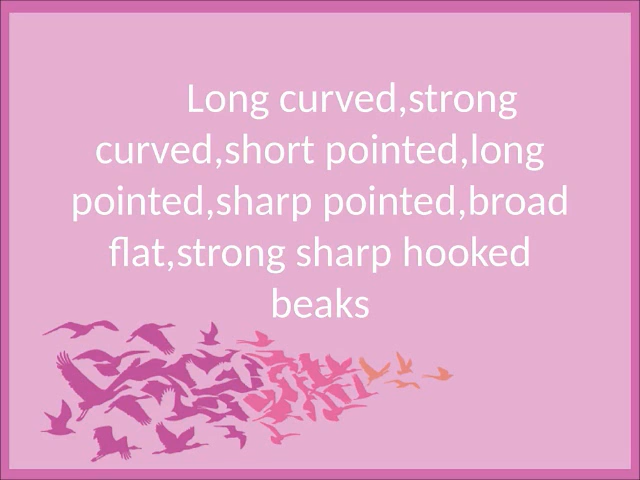 Long curved,strong
curved,short pointed,long
pointed,sharp pointed,broad
flat,strong sharp hooked
beaks